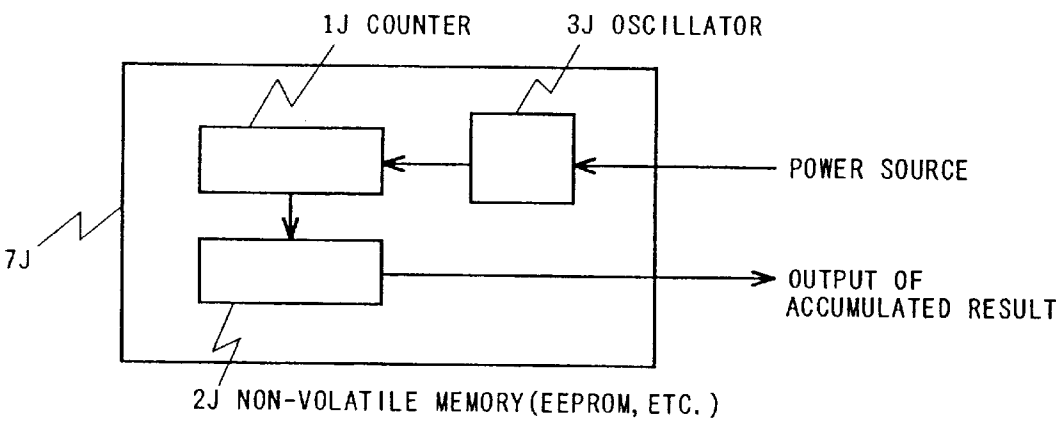 1J COUNTER
3J OSCILLATOR
POWER SOURCE
7J
OUTPUT OF
ACCUMULATED RESULT
2J NON-VOLATILE MEMORY(EEPROM, ETC.)